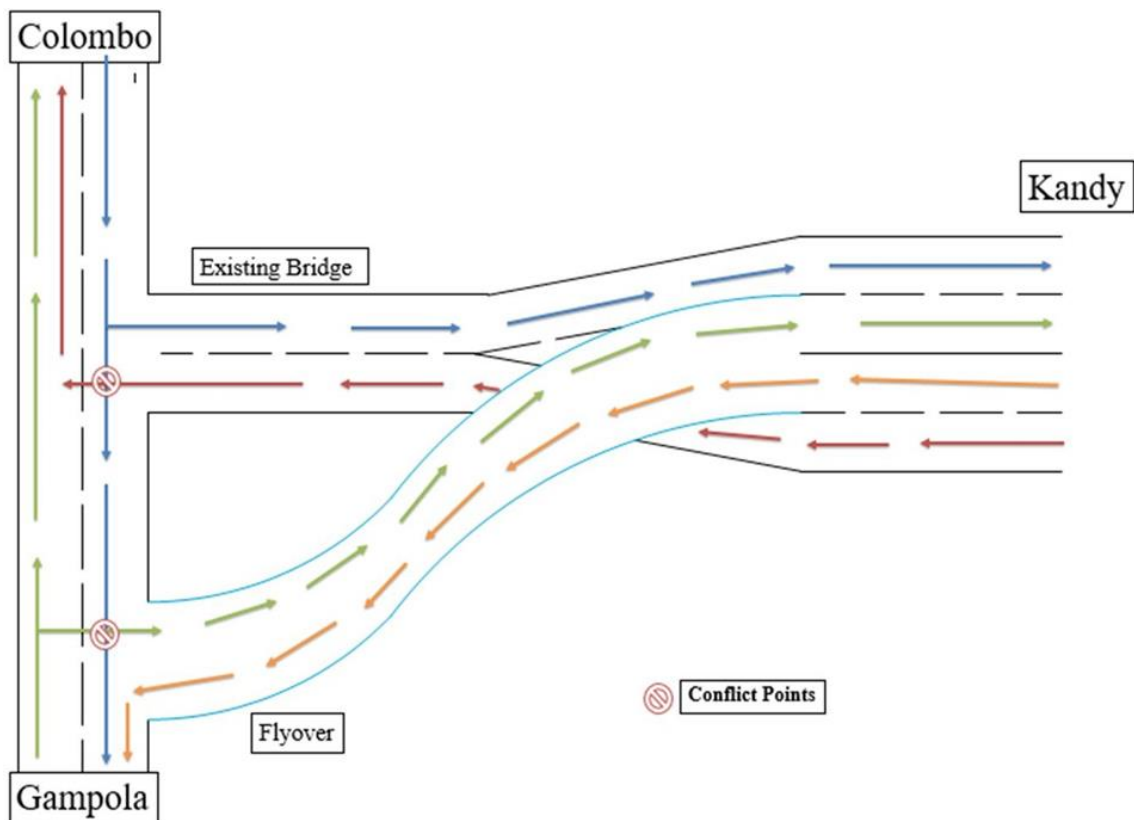 Colombo
Kandy
Existing Bridge
Conflict Points
Flyover
Gampola